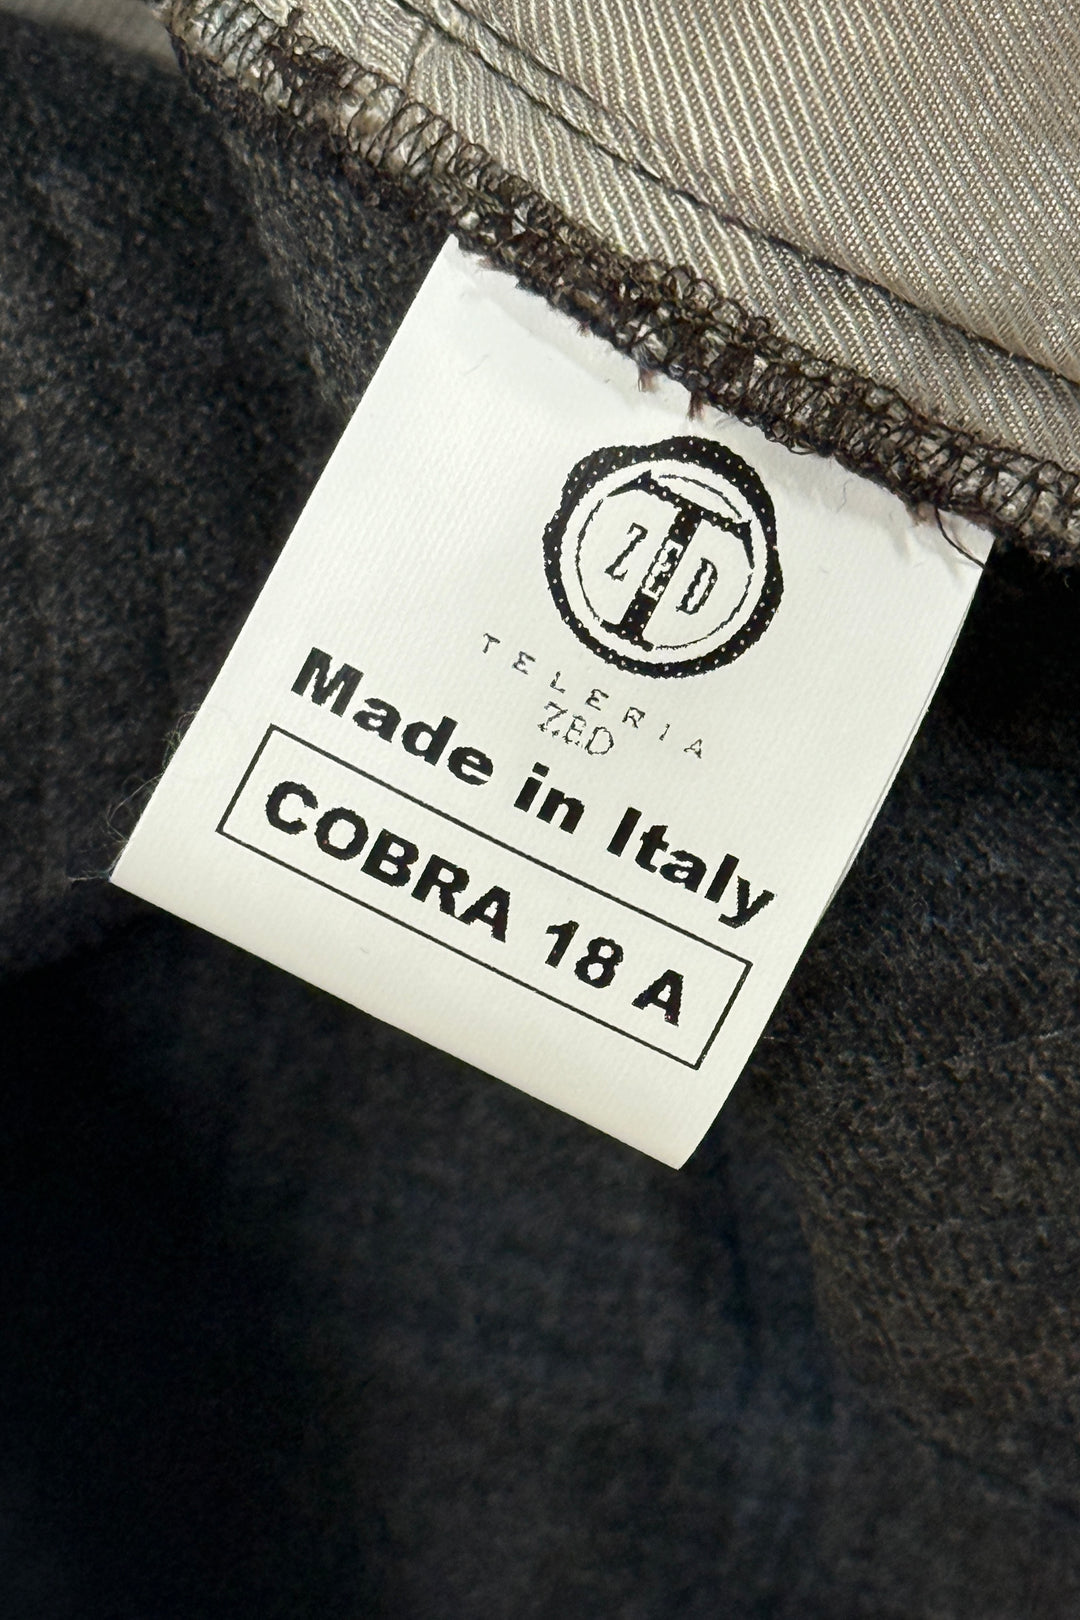 T
ZED
TELERIA
ZED
Made in Italy
COBRA 18 A